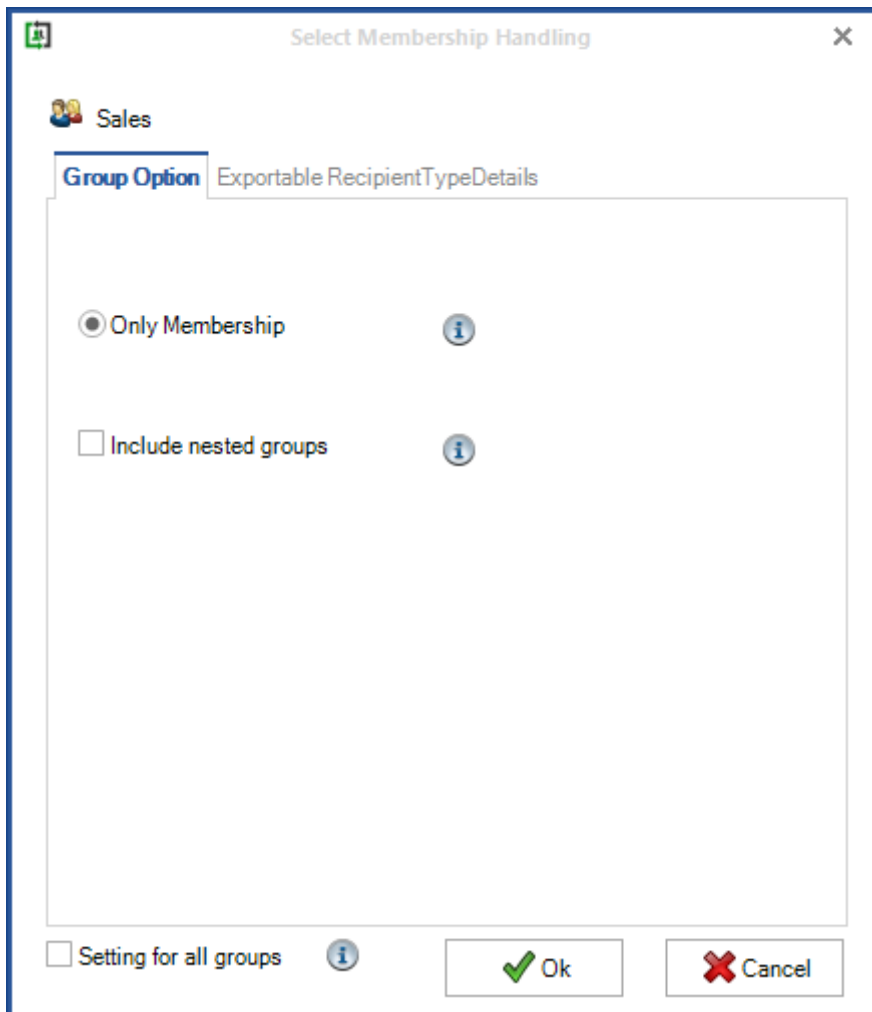 Select Membership Handling
Sales
Group Option Exportable RecipientTypeDetails
Only Membership
Include nested groups
Setting for all groups Ok Cancel